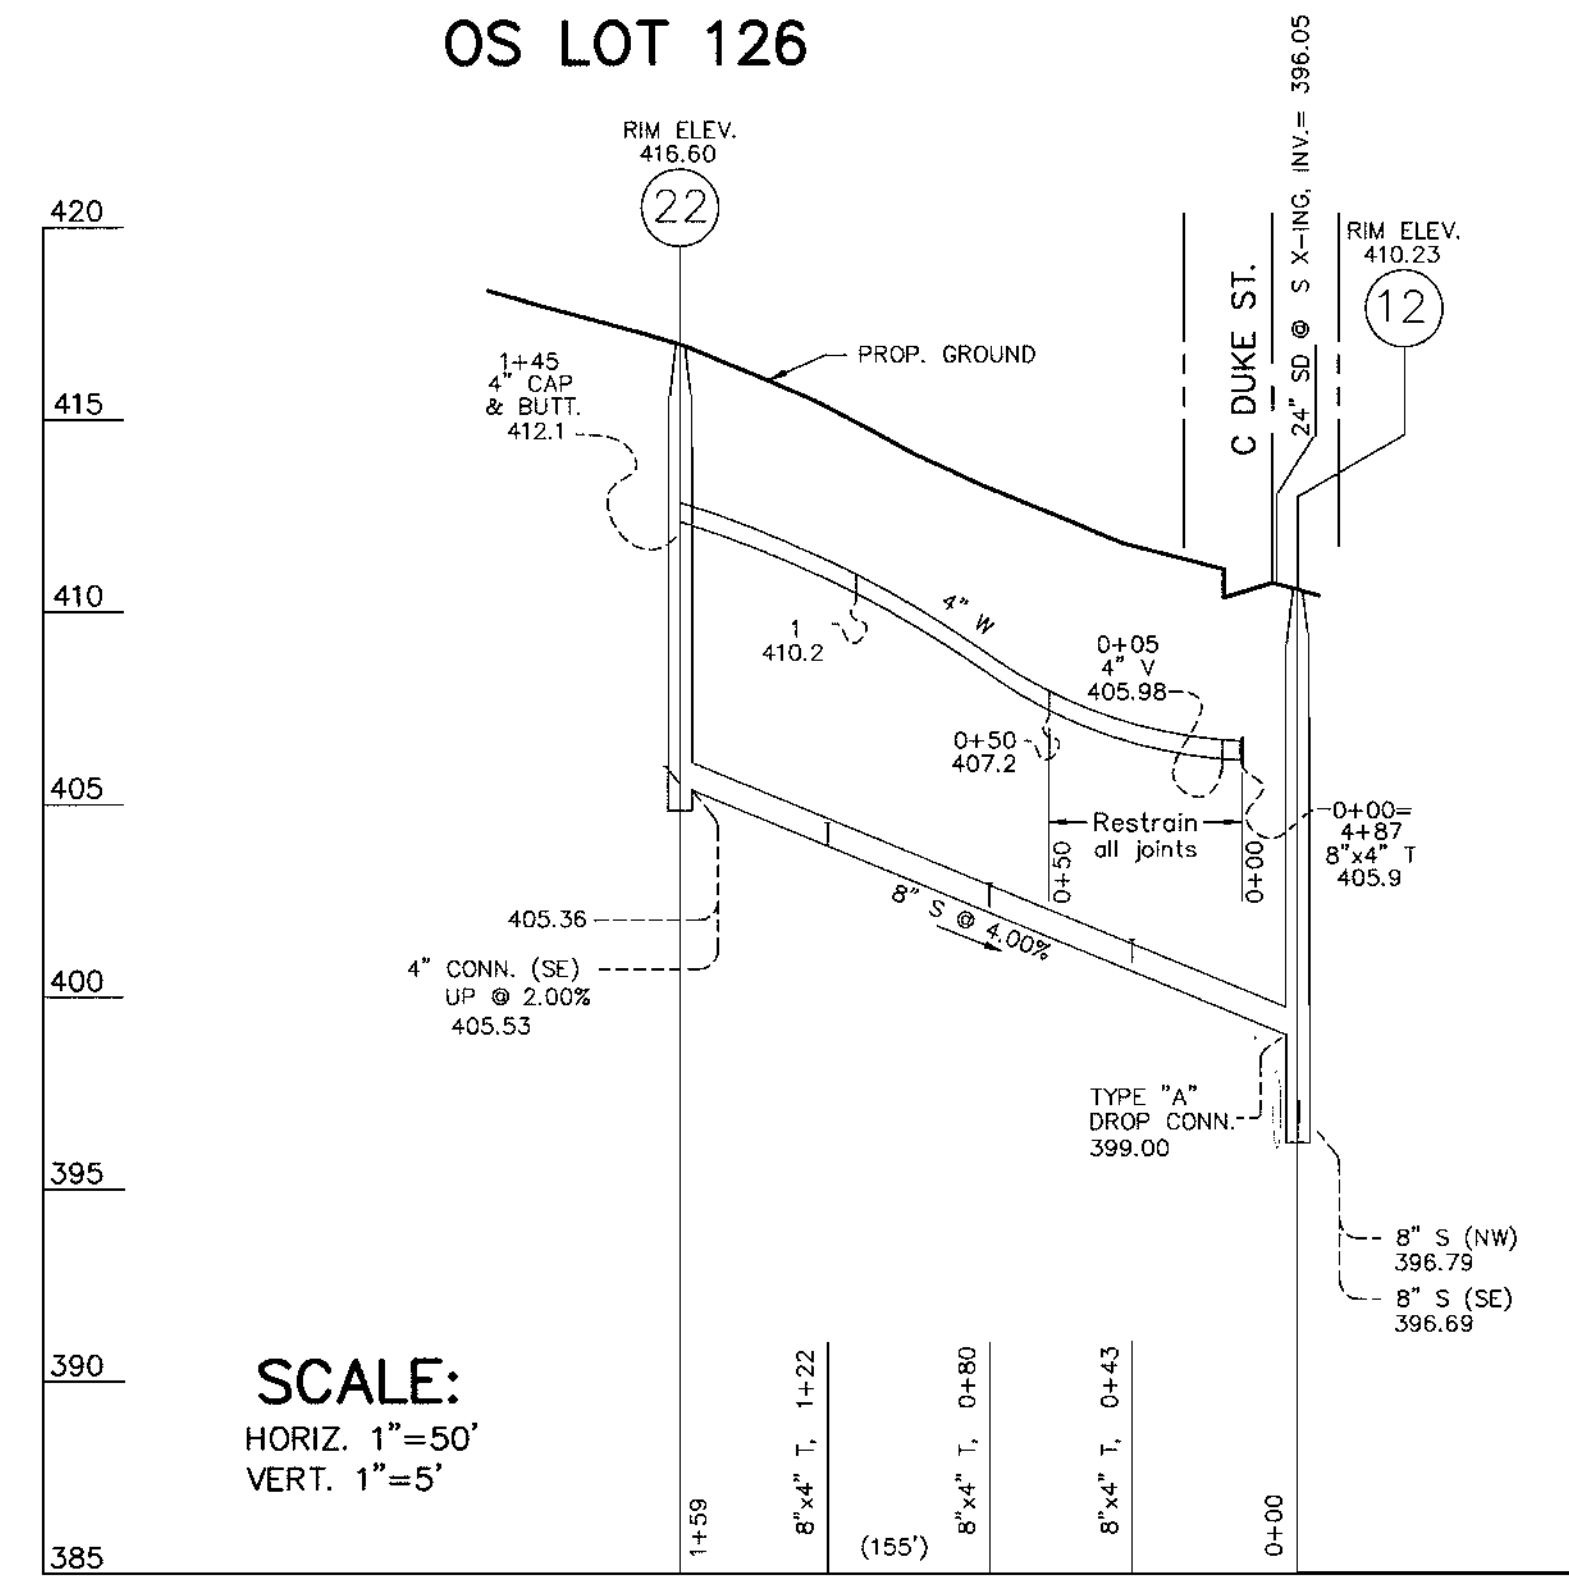 OS LOT 126
24" SD @ S X-ING, INV.= 396.05
RIM ELEV.
416.60
22
RIM ELEV.
410.23
12
C DUKE ST.
420
415
410
405
400
395
390
385
PROP. GROUND
1+45
4" CAP
& BUTT.
412.1
4" W
1
410.2
0+05
4" V
405.98
0+50
407.2
Restrain
all joints
0+50
0+00
0+00=
4+87
8"x4" T
405.9
8" S @ 4.00%
405.36
4" CONN. (SE)
UP @ 2.00%
405.53
TYPE "A"
DROP CONN.
399.00
8" S (NW)
396.79
8" S (SE)
396.69
SCALE:
HORIZ. 1"=50'
VERT. 1"=5'
1+59
8"x4" T, 1+22
(155')
8"x4" T, 0+80
8"x4" T, 0+43
0+00